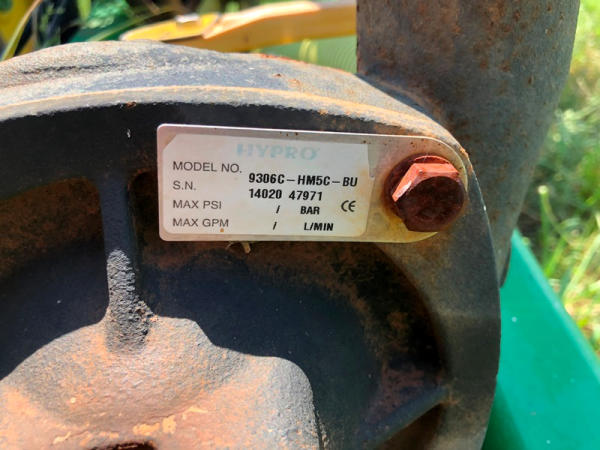 HYPRO
MODEL NO. 9306C-HM5C-BU
S.N. 14020 47971
MAX PSI / BAR CE
MAX GPM / L/MIN